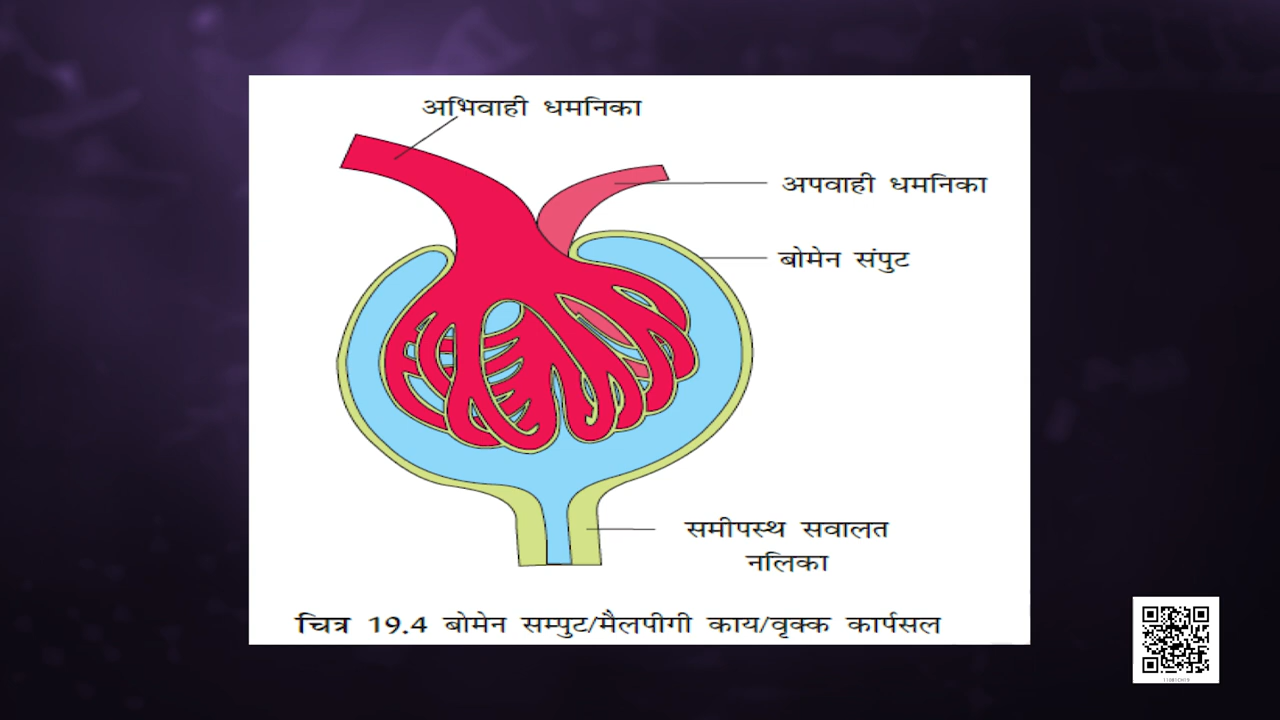 अभिवाही धमनिका
अपवाही धमनिका
बोमेन संपुट
समीपस्थ सवालत
नलिका
चित्र 19.4 बोमेन सम्पुट/मैलपीगी काय/वृक्क कार्पसल